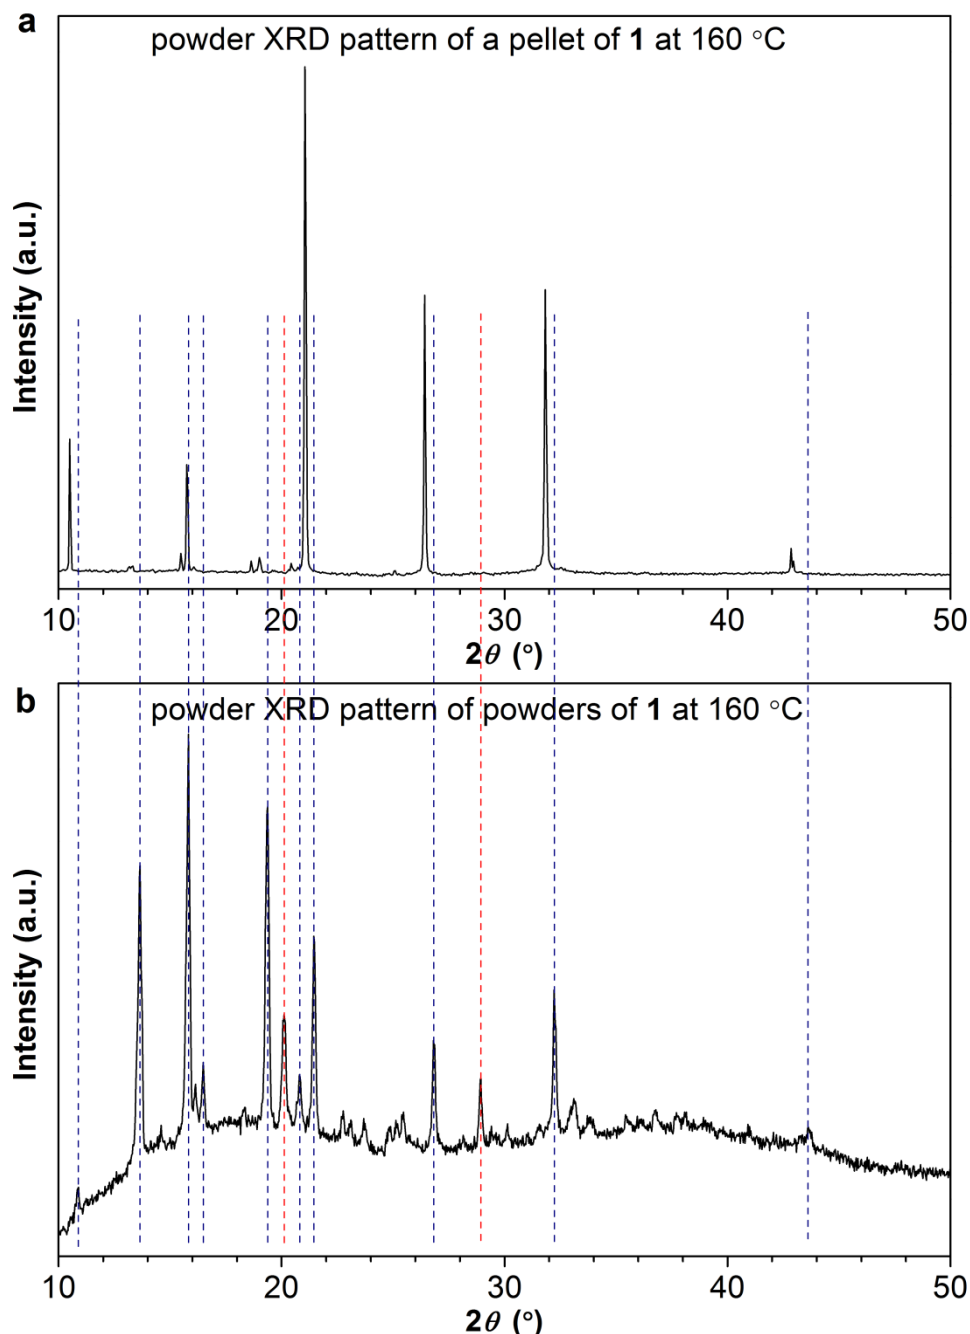 a
powder XRD pattern of a pellet of 1 at 160 °C
Intensity (a.u.)
10 20 30 40 50
2θ (°)
b
powder XRD pattern of powders of 1 at 160 °C
Intensity (a.u.)
10 20 30 40 50
2θ (°)